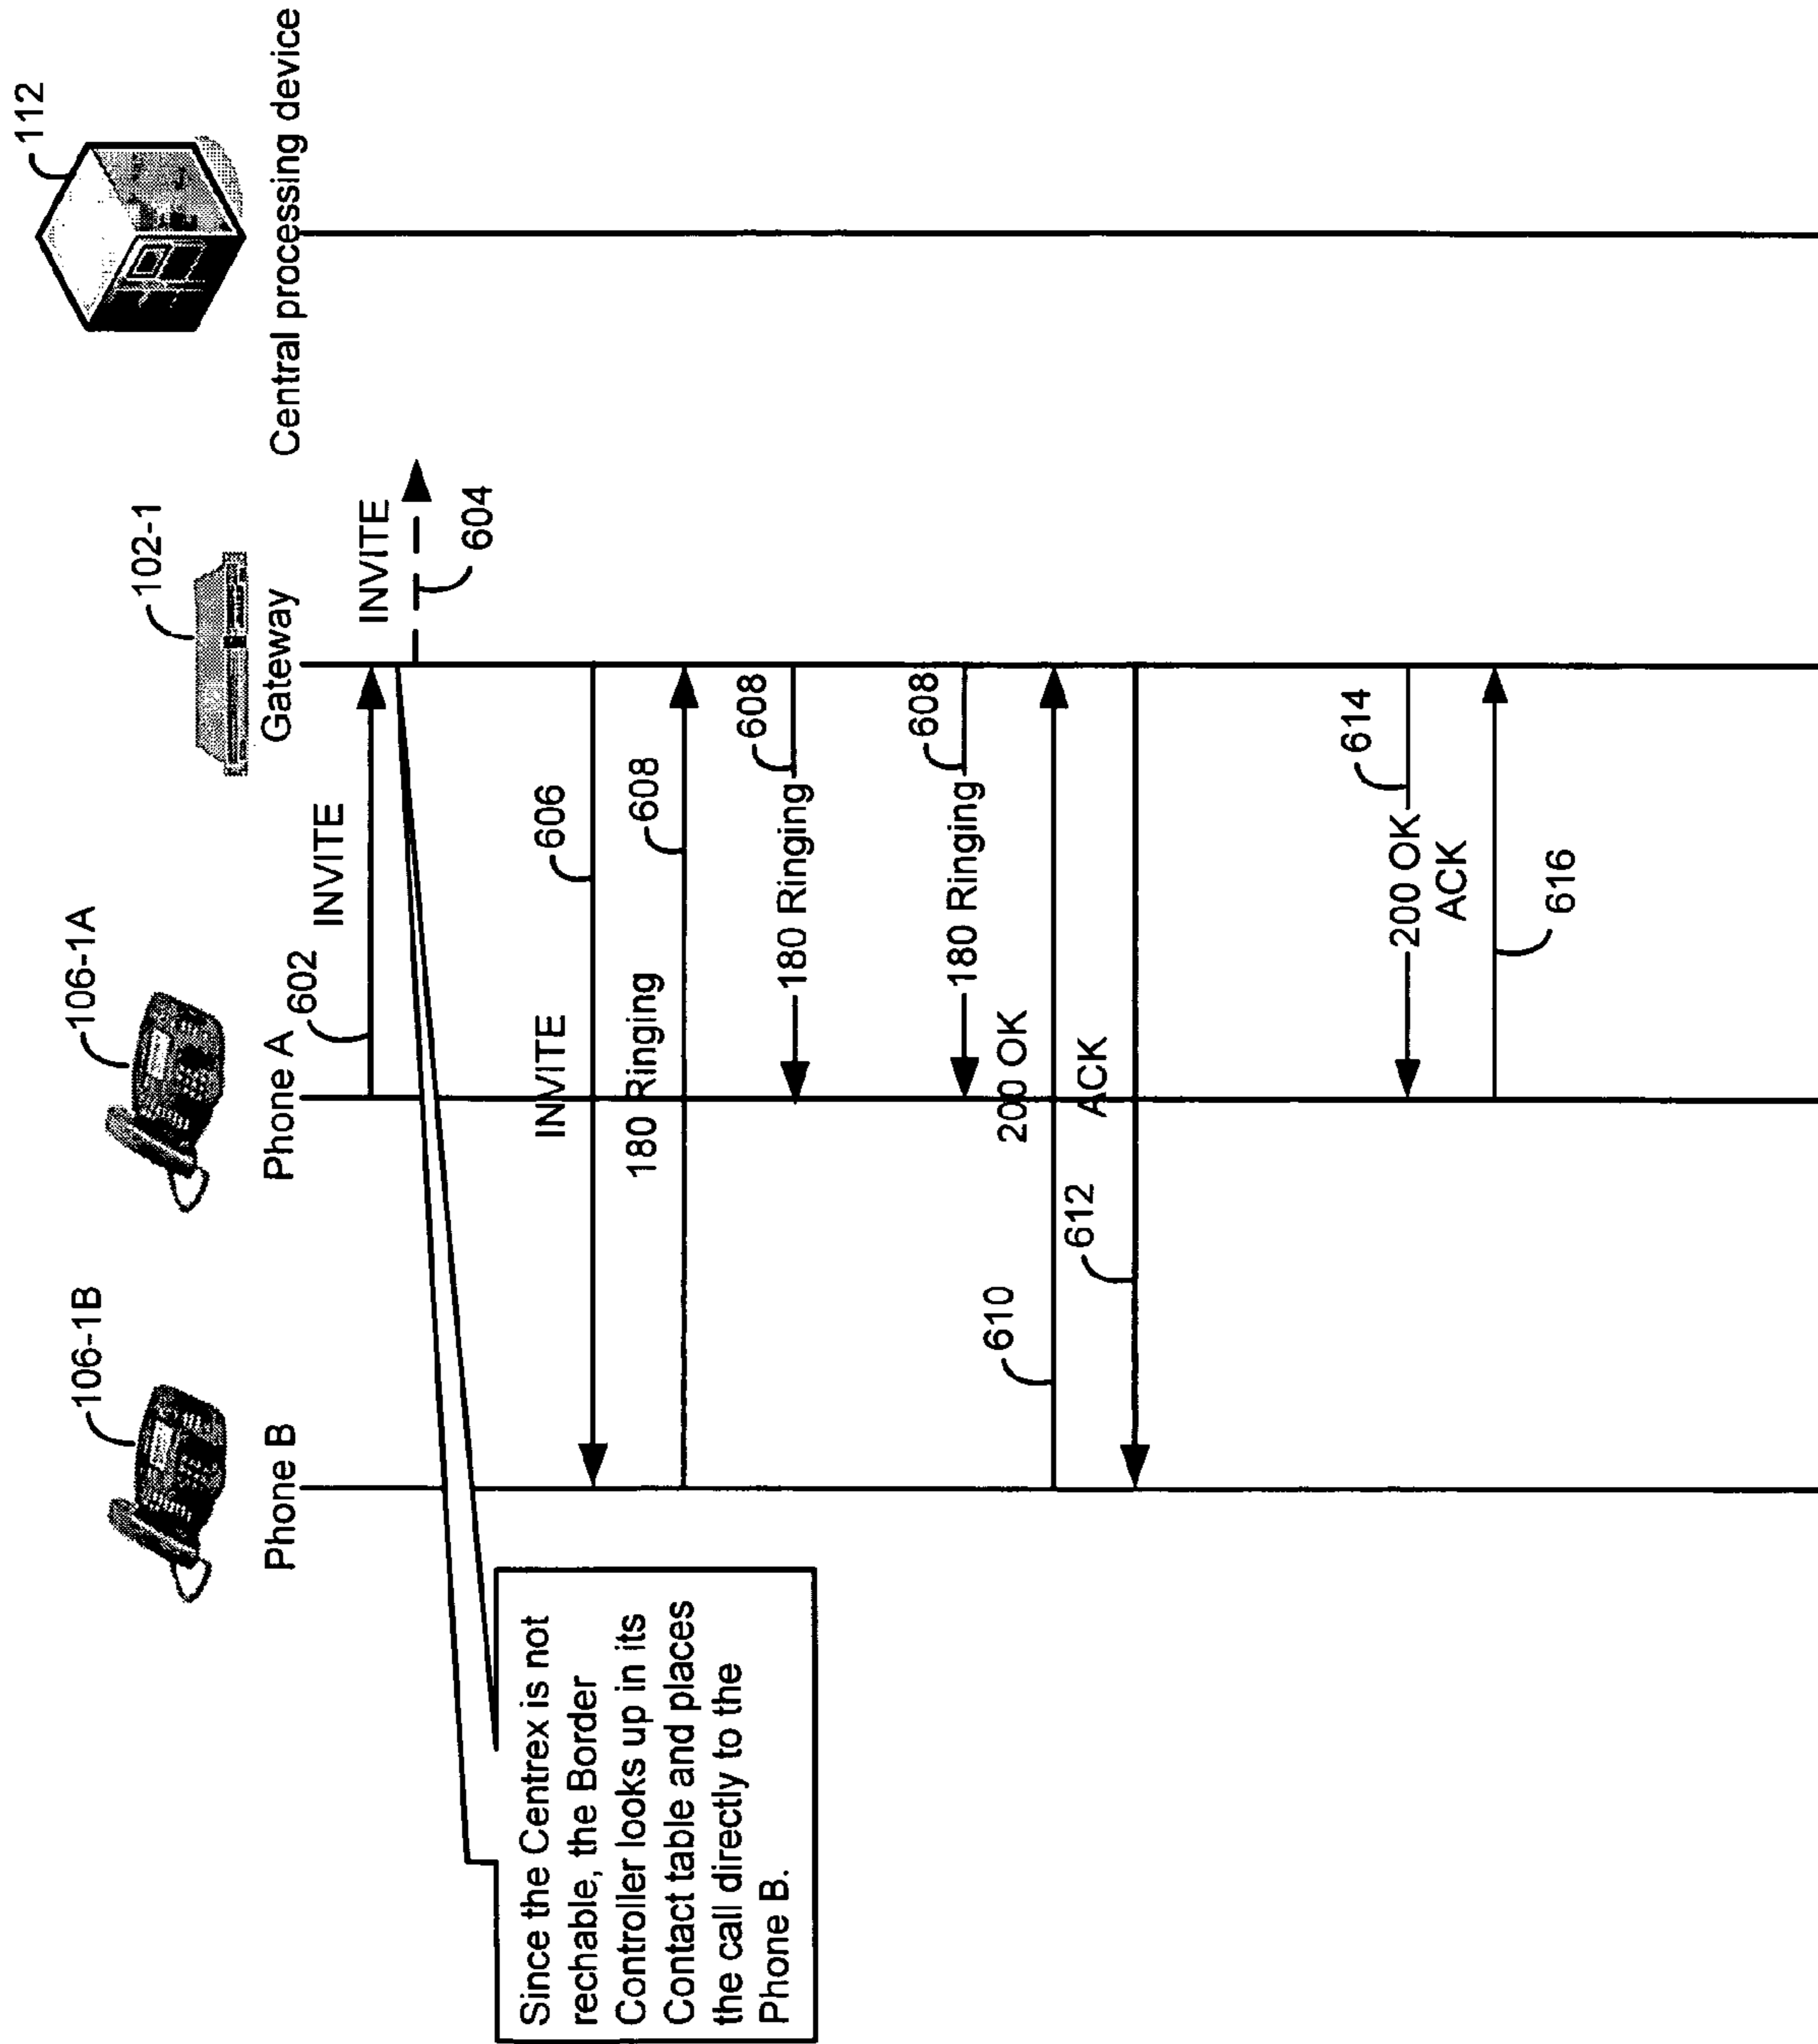 106-1B
106-1A
102-1
112
Phone B
Phone A
Gateway
Central processing device
602
INVITE
INVITE
604
Since the Centrex is not
rechable, the Border
Controller looks up in its
Contact table and places
the call directly to the
Phone B.
INVITE
606
180 Ringing
608
180 Ringing
608
180 Ringing
608
610
200 OK
612
ACK
200 OK
614
ACK
616